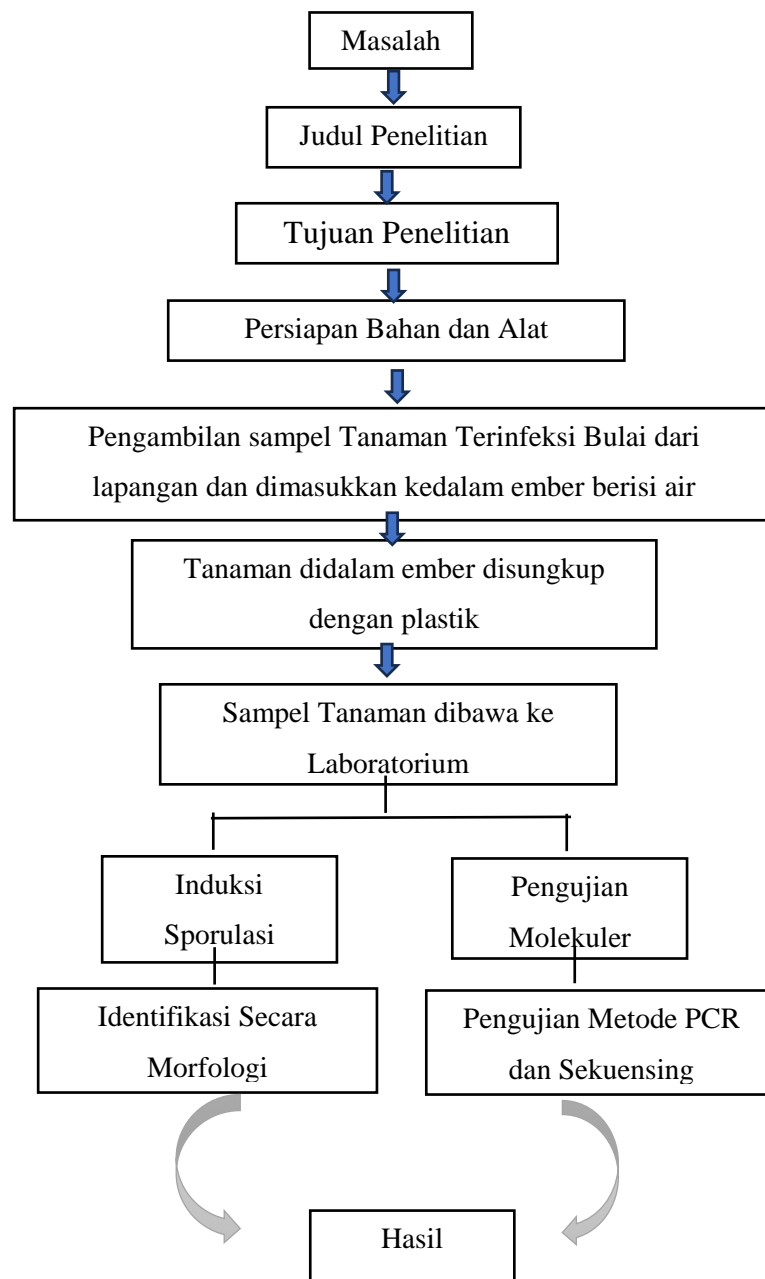 Masalah
Judul Penelitian
Tujuan Penelitian
Persiapan Bahan dan Alat
Pengambilan sampel Tanaman Terinfeksi Bulai dari
lapangan dan dimasukkan kedalam ember berisi air
Tanaman didalam ember disungkup
dengan plastik
Sampel Tanaman dibawa ke
Laboratorium
Induksi
Sporulasi
Pengujian
Molekuler
Identifikasi Secara
Morfologi
Pengujian Metode PCR
dan Sekuensing
Hasil